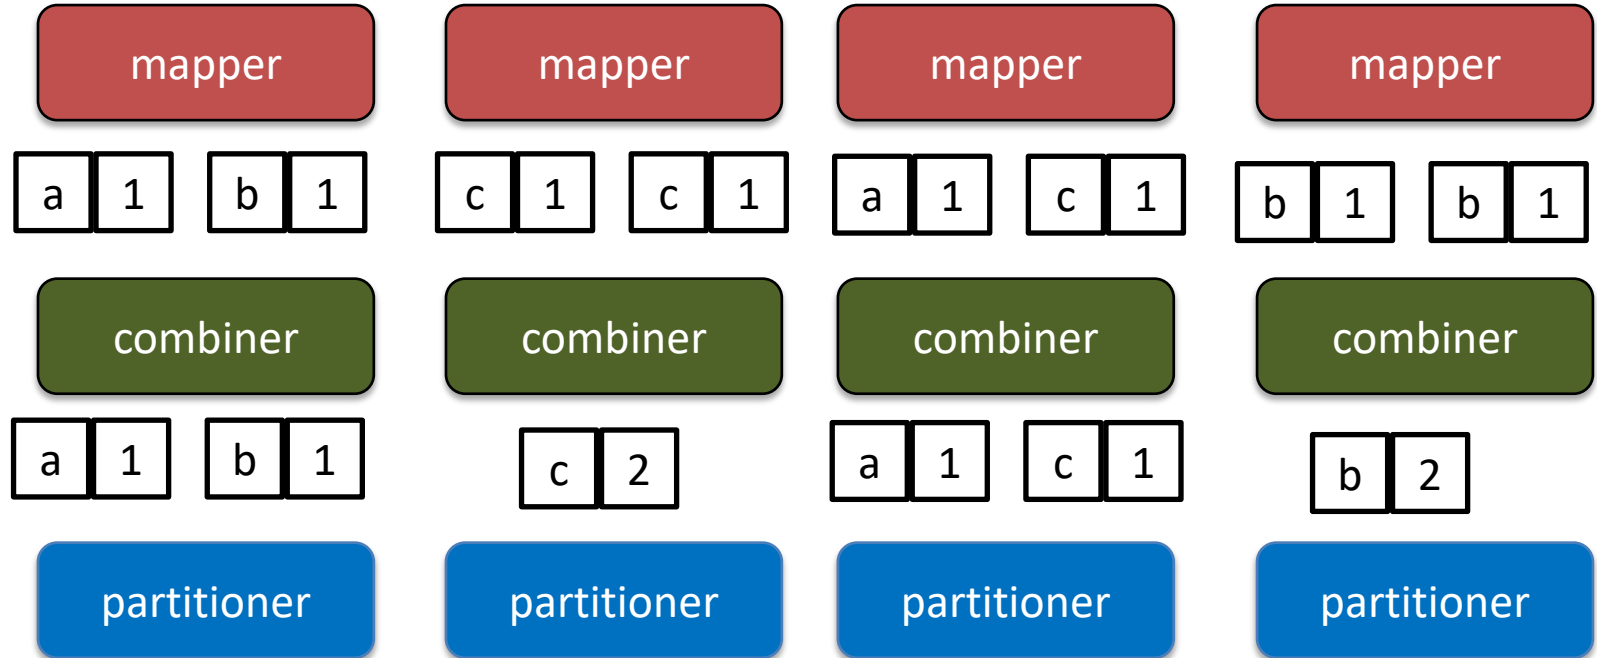 mapper mapper mapper mapper
a 1 b 1 c 1 c 1 a 1 c 1 b 1 b 1
combiner combiner combiner combiner
a 1 b 1 c 2 a 1 c 1 b 2
partitioner partitioner partitioner partitioner